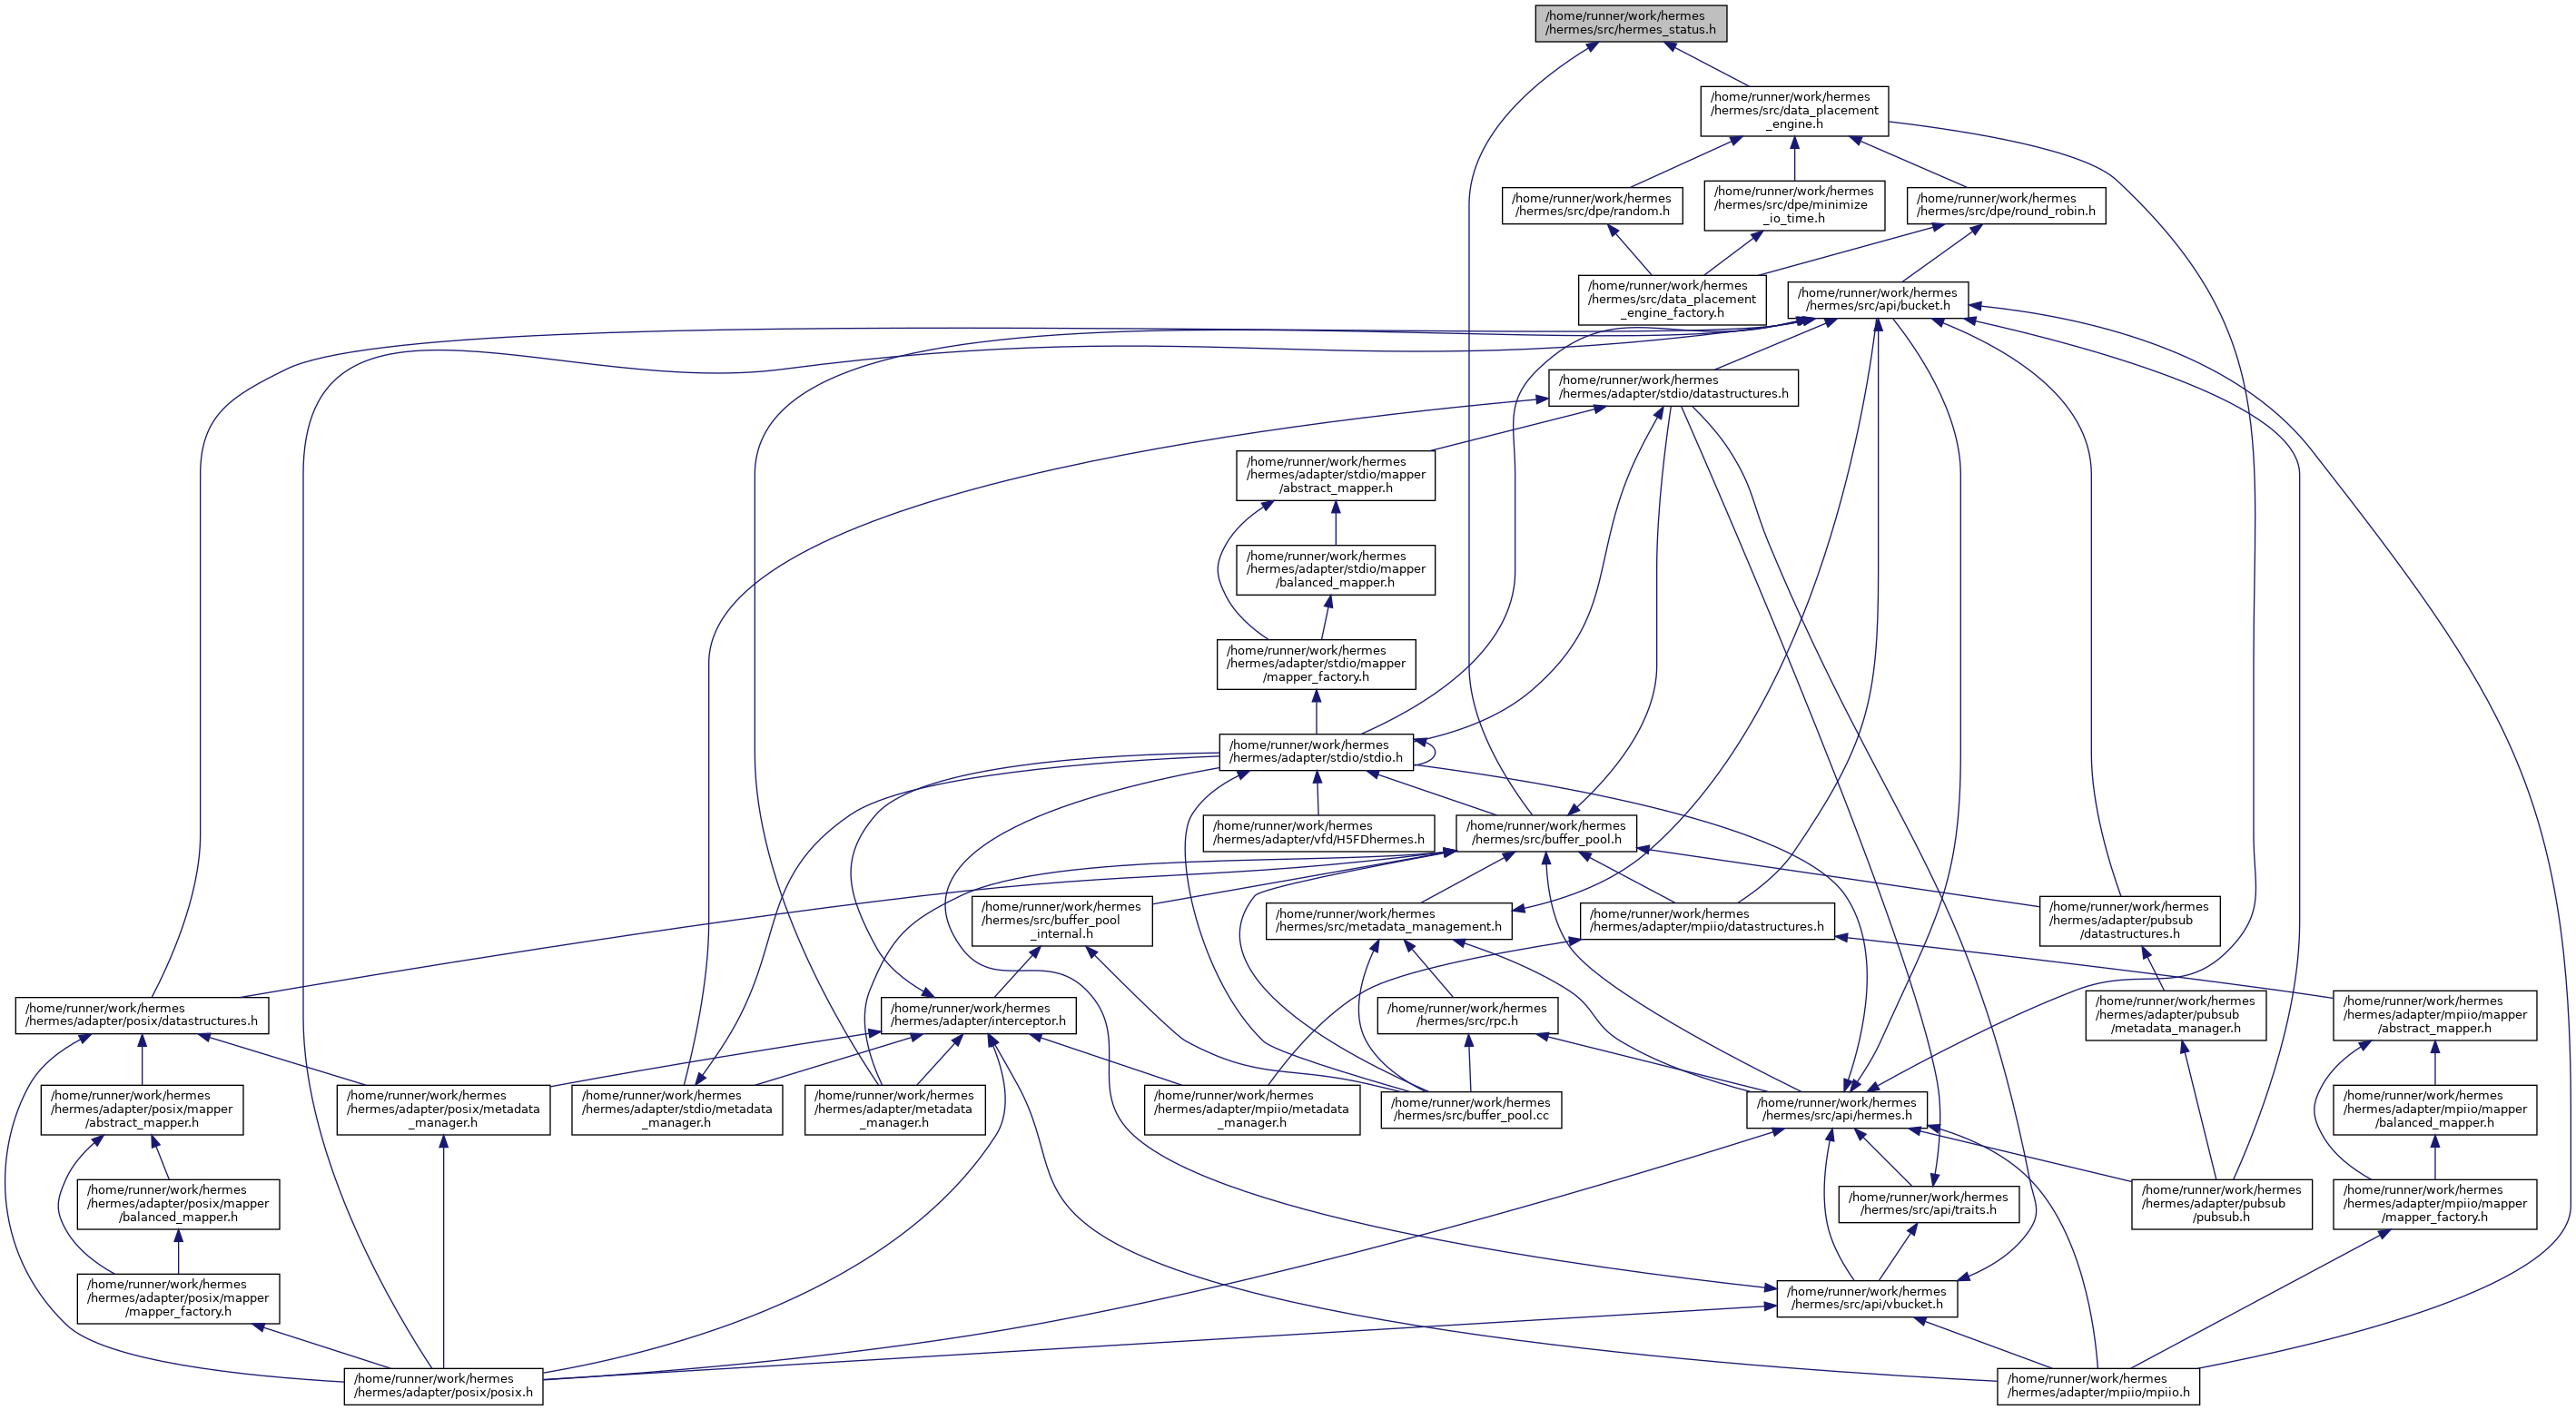 /home/runner/work/hermes
/hermes/src/hermes_status.h
/home/runner/work/hermes
/hermes/src/data_placement
_engine.h
/home/runner/work/hermes
/hermes/src/dpe/random.h
/home/runner/work/hermes
/hermes/src/dpe/minimize
_io_time.h
/home/runner/work/hermes
/hermes/src/dpe/round_robin.h
/home/runner/work/hermes
/hermes/src/data_placement
_engine_factory.h
/home/runner/work/hermes
/hermes/src/api/bucket.h
/home/runner/work/hermes
/hermes/adapter/stdio/datastructures.h
/home/runner/work/hermes
/hermes/adapter/stdio/mapper
/abstract_mapper.h
/home/runner/work/hermes
/hermes/adapter/stdio/mapper
/balanced_mapper.h
/home/runner/work/hermes
/hermes/adapter/stdio/mapper
/mapper_factory.h
/home/runner/work/hermes
/hermes/adapter/stdio/stdio.h
/home/runner/work/hermes
/hermes/adapter/vfd/H5FDhermes.h
/home/runner/work/hermes
/hermes/src/buffer_pool.h
/home/runner/work/hermes
/hermes/src/buffer_pool
_internal.h
/home/runner/work/hermes
/hermes/src/metadata_management.h
/home/runner/work/hermes
/hermes/adapter/mpiio/datastructures.h
/home/runner/work/hermes
/hermes/adapter/pubsub
/datastructures.h
/home/runner/work/hermes
/hermes/adapter/posix/datastructures.h
/home/runner/work/hermes
/hermes/adapter/interceptor.h
/home/runner/work/hermes
/hermes/src/rpc.h
/home/runner/work/hermes
/hermes/adapter/pubsub
/metadata_manager.h
/home/runner/work/hermes
/hermes/adapter/mpiio/mapper
/abstract_mapper.h
/home/runner/work/hermes
/hermes/adapter/posix/mapper
/abstract_mapper.h
/home/runner/work/hermes
/hermes/adapter/posix/metadata
_manager.h
/home/runner/work/hermes
/hermes/adapter/stdio/metadata
_manager.h
/home/runner/work/hermes
/hermes/adapter/metadata
_manager.h
/home/runner/work/hermes
/hermes/adapter/mpiio/metadata
_manager.h
/home/runner/work/hermes
/hermes/src/buffer_pool.cc
/home/runner/work/hermes
/hermes/src/api/hermes.h
/home/runner/work/hermes
/hermes/adapter/mpiio/mapper
/balanced_mapper.h
/home/runner/work/hermes
/hermes/adapter/posix/mapper
/balanced_mapper.h
/home/runner/work/hermes
/hermes/src/api/traits.h
/home/runner/work/hermes
/hermes/adapter/pubsub
/pubsub.h
/home/runner/work/hermes
/hermes/adapter/mpiio/mapper
/mapper_factory.h
/home/runner/work/hermes
/hermes/adapter/posix/mapper
/mapper_factory.h
/home/runner/work/hermes
/hermes/src/api/vbucket.h
/home/runner/work/hermes
/hermes/adapter/posix/posix.h
/home/runner/work/hermes
/hermes/adapter/mpiio/mpiio.h